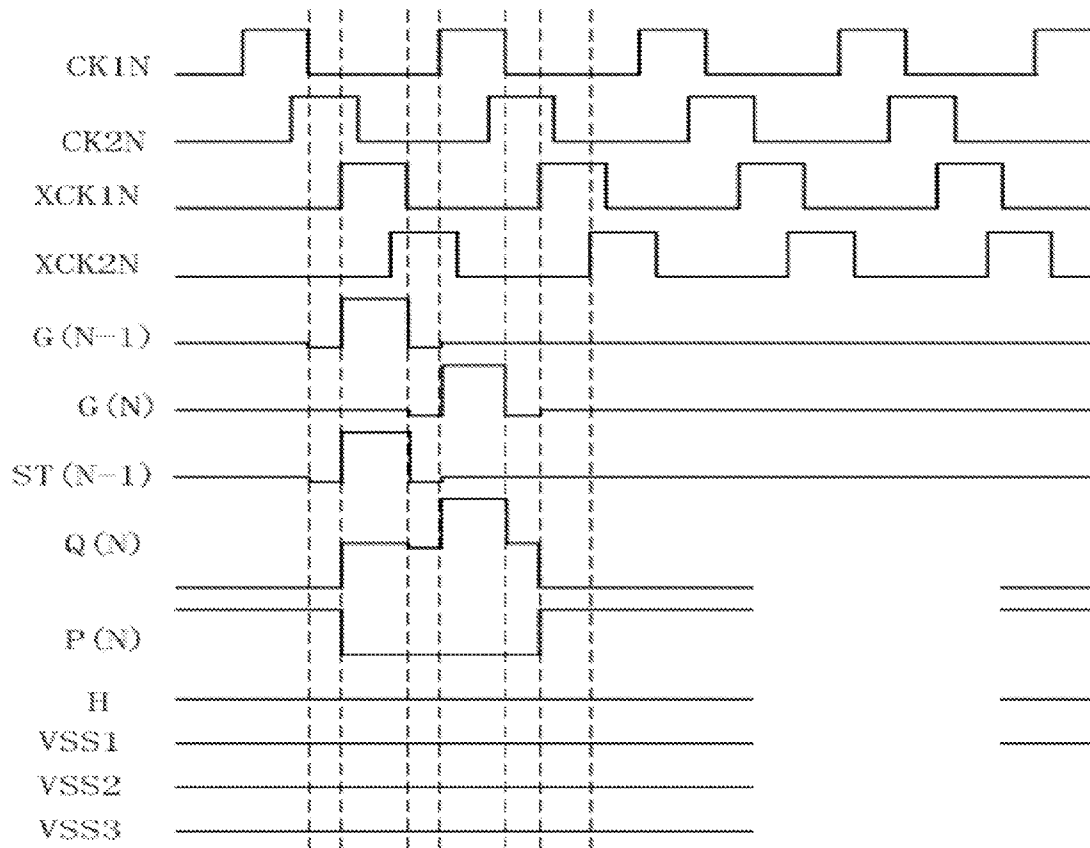 CK1N
CK2N
XCK1N
XCK2N
G(N-1)
G(N)
ST(N-1)
Q(N)
P(N)
H
VSS1
VSS2
VSS3